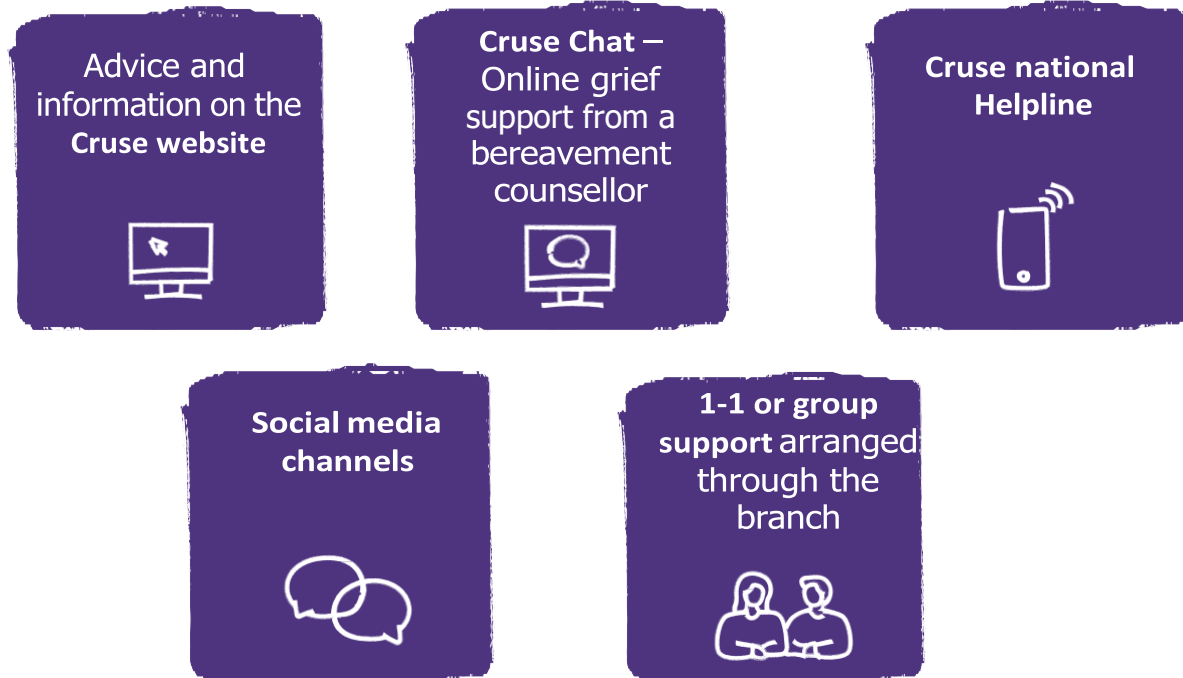 Advice and
information on the
Cruse website
Cruse Chat –
Online grief
support from a
bereavement
counsellor
Cruse national
Helpline
Social media
channels
1-1 or group
support arranged
through the
branch